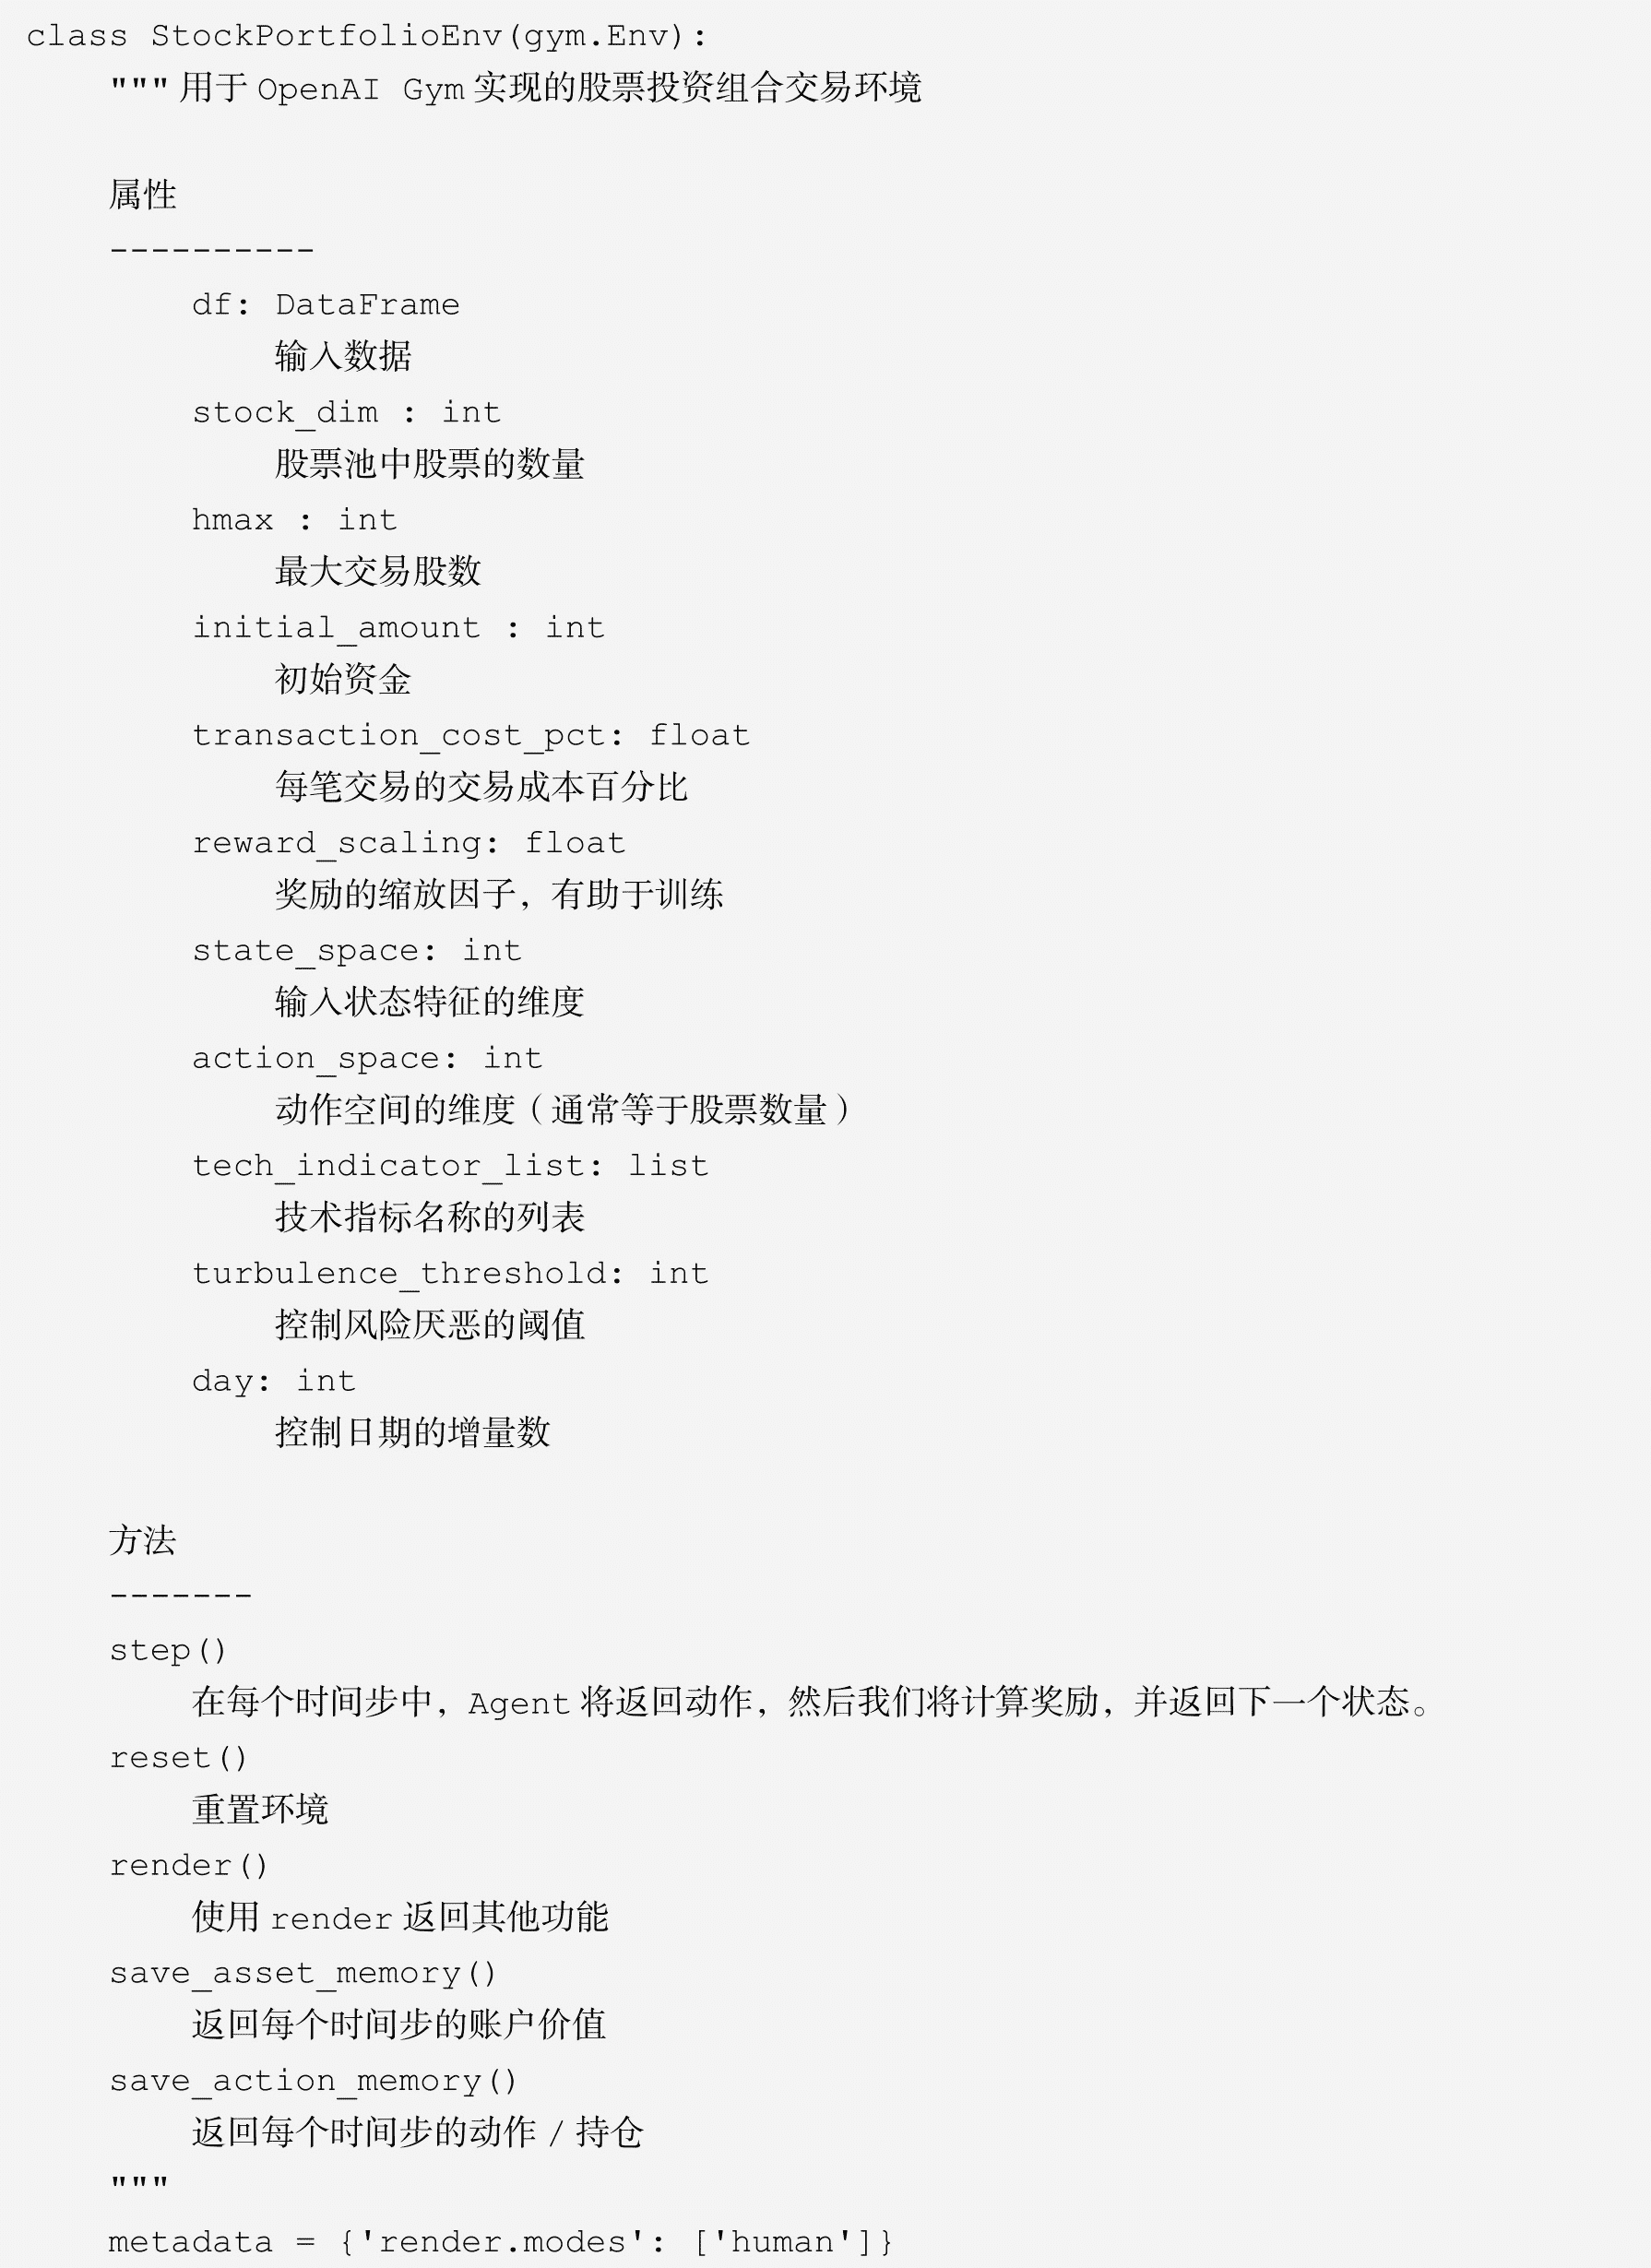 class StockPortfolioEnv(gym.Env):
    """ 用于 OpenAI Gym 实现的股票投资组合交易环境

    属性
    ----------
        df: DataFrame
            输入数据
        stock_dim : int
            股票池中股票的数量
        hmax : int
            最大交易股数
        initial_amount : int
            初始资金
        transaction_cost_pct: float
            每笔交易的交易成本百分比
        reward_scaling: float
            奖励的缩放因子，有助于训练
        state_space: int
            输入状态特征的维度
        action_space: int
            动作空间的维度（通常等于股票数量）
        tech_indicator_list: list
            技术指标名称的列表
        turbulence_threshold: int
            控制风险厌恶的阈值
        day: int
            控制日期的增量数

    方法
    -------
    step()
        在每个时间步中，Agent 将返回动作，然后我们将计算奖励，并返回下一个状态。
    reset()
        重置环境
    render()
        使用 render 返回其他功能
    save_asset_memory()
        返回每个时间步的账户价值
    save_action_memory()
        返回每个时间步的动作 / 持仓
    """
    metadata = {'render.modes': ['human']}